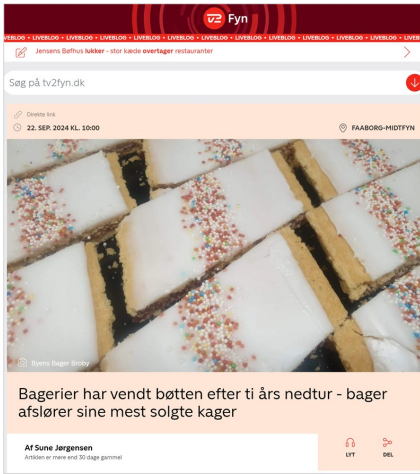 2 Fyn
LIVEBLOG • LIVEBLOG • LIVEBLOG • LIVEBLOG • LIVEBLOG • LIVEBLOG • LIVEBLOG • LIVEBLOG
Jensens Bøfhus lukker - stor kæde overtager restauranter
Søg på tv2fyn.dk
Direkte link
22. SEP. 2024 KL. 10:00
FAABORG-MIDTFYN
Byens Bager Broby
Bagerier har vendt bøtten efter ti års nedtur - bager
afslører sine mest solgte kager
Af Sune Jørgensen
Artiklen er mere end 30 dage gammel
LYT
DEL